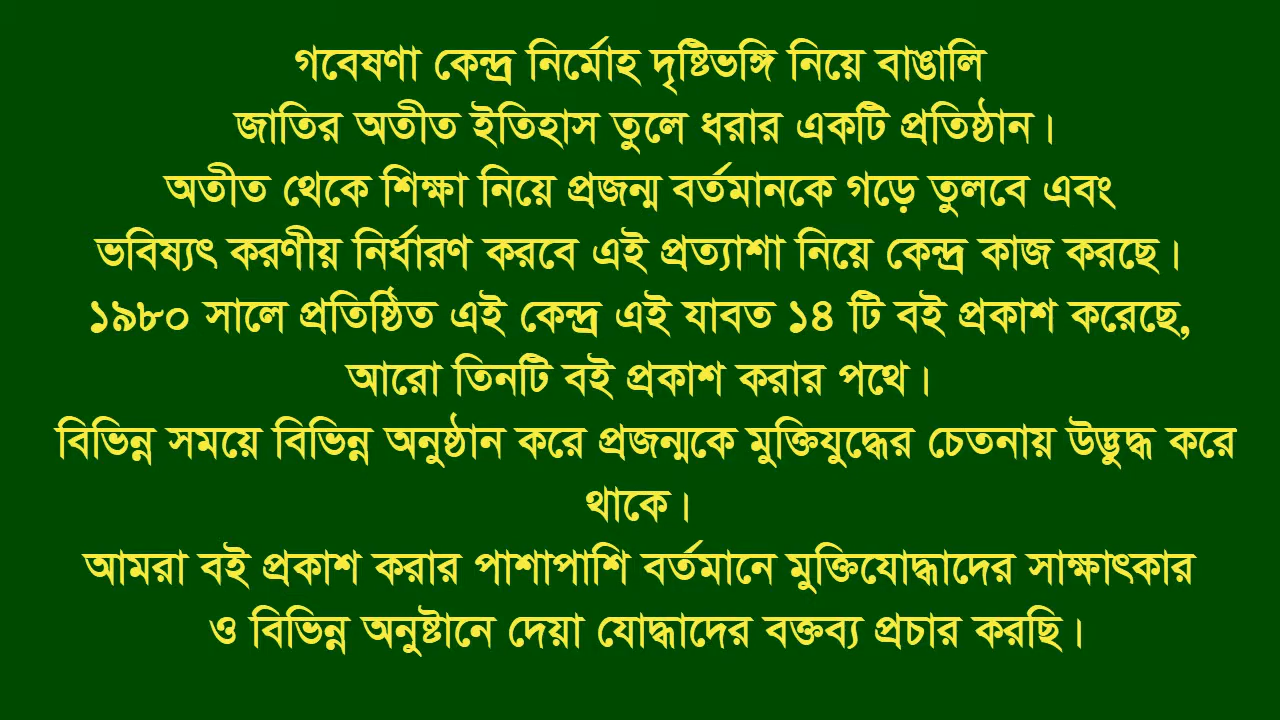 গবেষণা কেন্দ্র নির্মোহ দৃষ্টিভঙ্গি নিয়ে বাঙালি
জাতির অতীত ইতিহাস তুলে ধরার একটি প্রতিষ্ঠান।
অতীত থেকে শিক্ষা নিয়ে প্রজন্ম বর্তমানকে গড়ে তুলবে এবং
ভবিষ্যৎ করণীয় নির্ধারণ করবে এই প্রত্যাশা নিয়ে কেন্দ্র কাজ করছে।
১৯৮০ সালে প্রতিষ্ঠিত এই কেন্দ্র এই যাবত ১৪ টি বই প্রকাশ করেছে,
আরো তিনটি বই প্রকাশ করার পথে।
বিভিন্ন সময়ে বিভিন্ন অনুষ্ঠান করে প্রজন্মকে মুক্তিযুদ্ধের চেতনায় উদ্ভুদ্ধ করে
থাকে।
আমরা বই প্রকাশ করার পাশাপাশি বর্তমানে মুক্তিযোদ্ধাদের সাক্ষাৎকার
ও বিভিন্ন অনুষ্টানে দেয়া যোদ্ধাদের বক্তব্য প্রচার করছি।